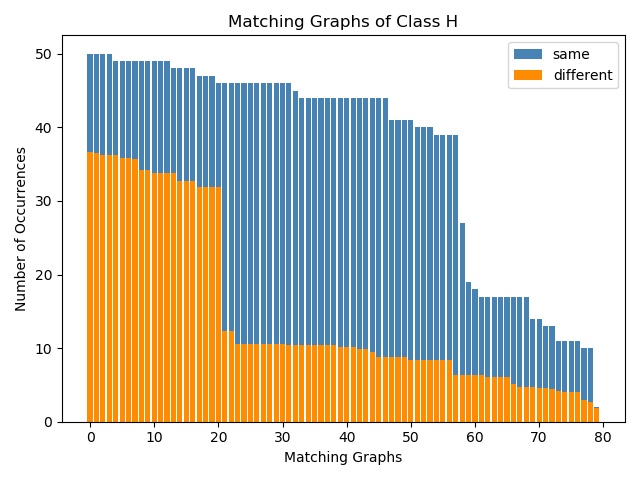 Matching Graphs of Class H
same
different
Number of Occurrences
50
40
30
20
10
0
0 10 20 30 40 50 60 70 80
Matching Graphs